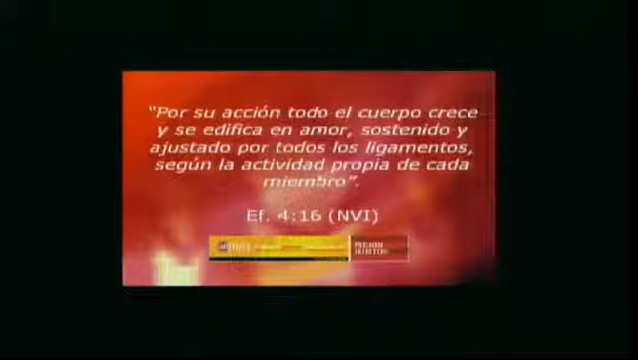 “Por su acción todo el cuerpo crece
y se edifica en amor, sostenido y
ajustado por todos los ligamentos,
según la actividad propia de cada
miembro”.
Ef. 4:16 (NVI)